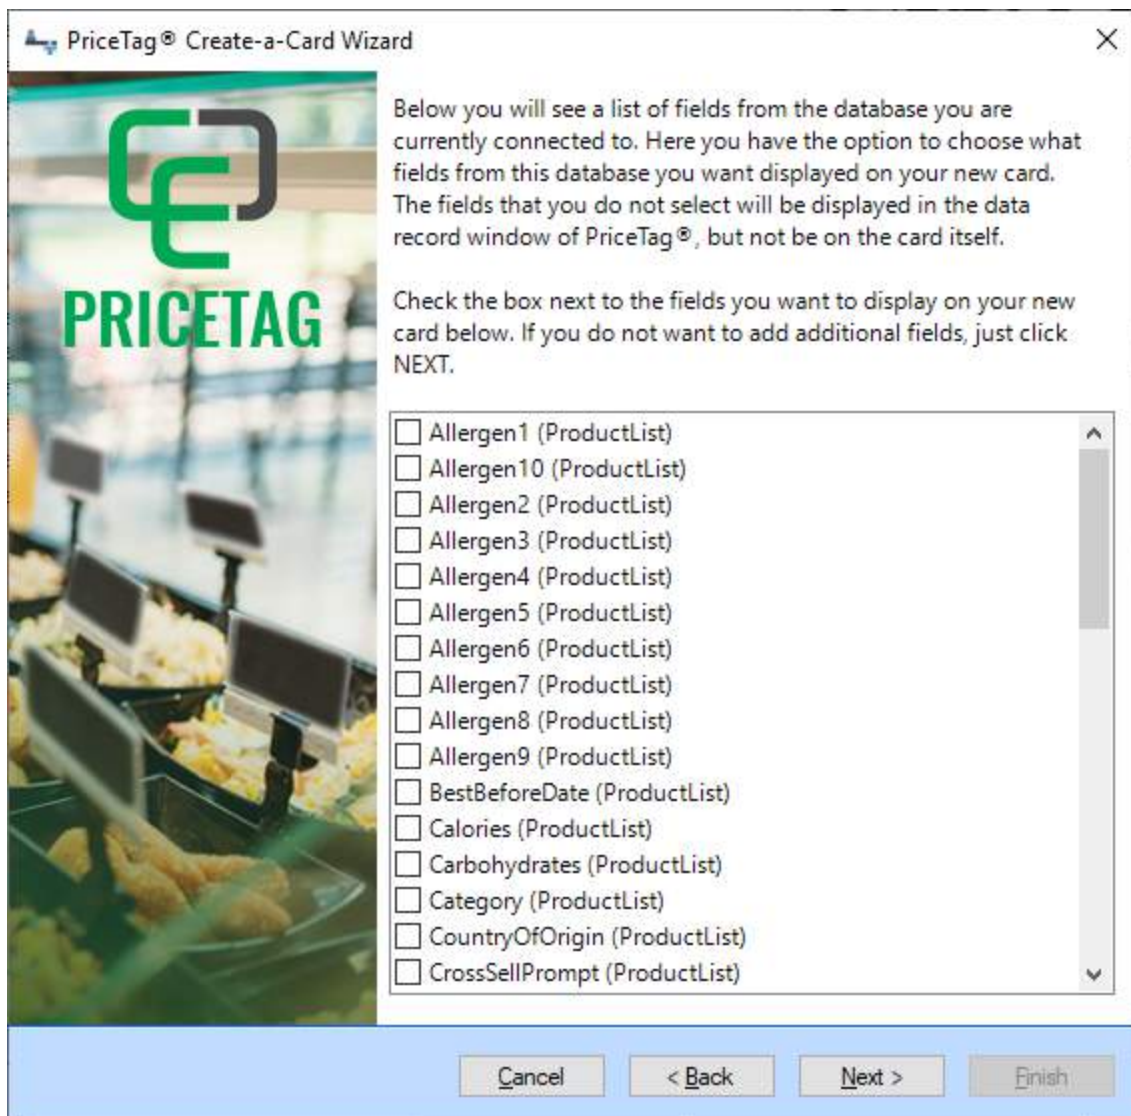 PriceTag® Create-a-Card Wizard
Below you will see a list of fields from the database you are
currently connected to. Here you have the option to choose what
fields from this database you want displayed on your new card.
The fields that you do not select will be displayed in the data
record window of PriceTag®, but not be on the card itself.
PRICETAG
Check the box next to the fields you want to display on your new
card below. If you do not want to add additional fields, just click
NEXT.
Allergen1 (ProductList)
Allergen10 (ProductList)
Allergen2 (ProductList)
Allergen3 (ProductList)
Allergen4 (ProductList)
Allergen5 (ProductList)
Allergen6 (ProductList)
Allergen7 (ProductList)
Allergen8 (ProductList)
Allergen9 (ProductList)
BestBeforeDate (ProductList)
Calories (ProductList)
Carbohydrates (ProductList)
Category (ProductList)
CountryOfOrigin (ProductList)
CrossSellPrompt (ProductList)
Cancel
< Back
Next >
Finish